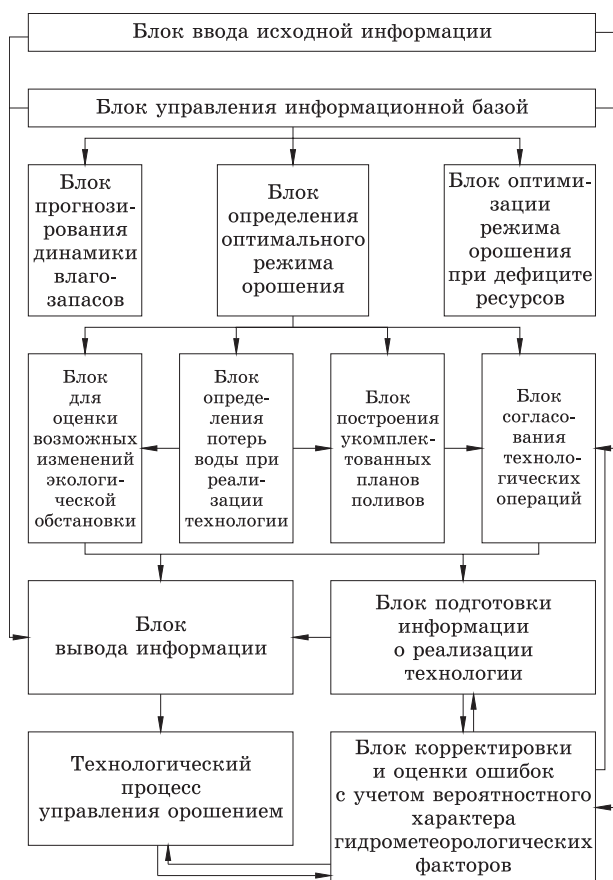 Блок ввода исходной информации
Блок управления информационной базой
Блок
прогнози-
рования
динамики
влаго-
запасов
Блок
определения
оптимального
режима
орошения
Блок оптими-
зации
режима
орошения
при дефиците
ресурсов
Блок
для
оценки
возможных
изменений
экологи-
ческой
обстановки
Блок
опреде-
ления
потерь
воды при
реали-
зации
технологии
Блок
построения
укомплек-
тованных
планов
поливов
Блок
согласо-
вания
техноло-
гических
операций
Блок
вывода информации
Блок подготовки
информации
о реализации
технологии
Технологический
процесс
управления орошением
Блок корректировки
и оценки ошибок
с учетом вероятностного
характера
гидрометеорологических
факторов